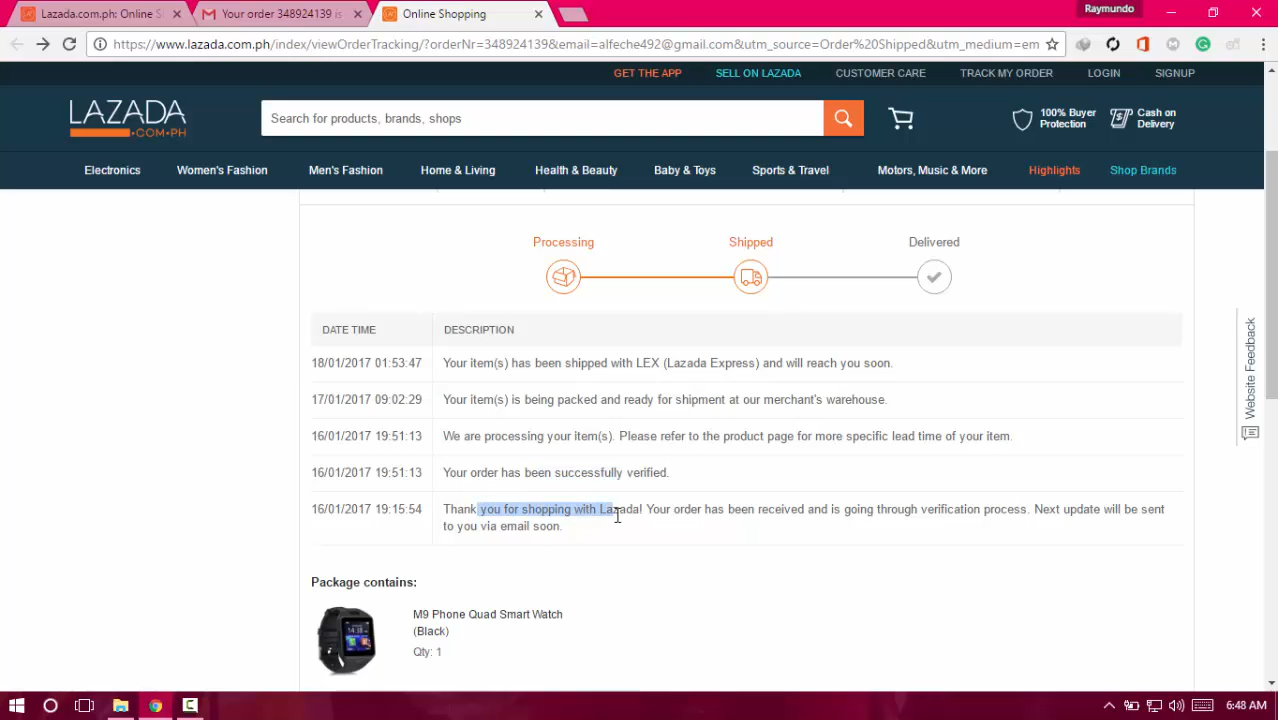 Raymundo
Lazada.com.ph: Online S
Your order 348924139 is
Online Shopping
https://www.lazada.com.ph/index/viewOrderTracking/?orderNr=348924139&email=alfeche492@gmail.com&utm_source=Order%20Shipped&utm_medium=em
GET THE APP SELL ON LAZADA CUSTOMER CARE TRACK MY ORDER LOGIN SIGNUP
LAZADA
.COM.PH
Search for products, brands, shops
100% Buyer
Protection
Cash on
Delivery
Electronics Women's Fashion Men's Fashion Home & Living Health & Beauty Baby & Toys Sports & Travel Motors, Music & More Highlights Shop Brands
Processing Shipped Delivered
DATE TIME DESCRIPTION
18/01/2017 01:53:47 Your item(s) has been shipped with LEX (Lazada Express) and will reach you soon.
17/01/2017 09:02:29 Your item(s) is being packed and ready for shipment at our merchant's warehouse.
16/01/2017 19:51:13 We are processing your item(s). Please refer to the product page for more specific lead time of your item.
16/01/2017 19:51:13 Your order has been successfully verified.
16/01/2017 19:15:54 Thank you for shopping with Lazada! Your order has been received and is going through verification process. Next update will be sent
to you via email soon.
Package contains:
M9 Phone Quad Smart Watch
(Black)
Qty: 1
Website Feedback
6:48 AM